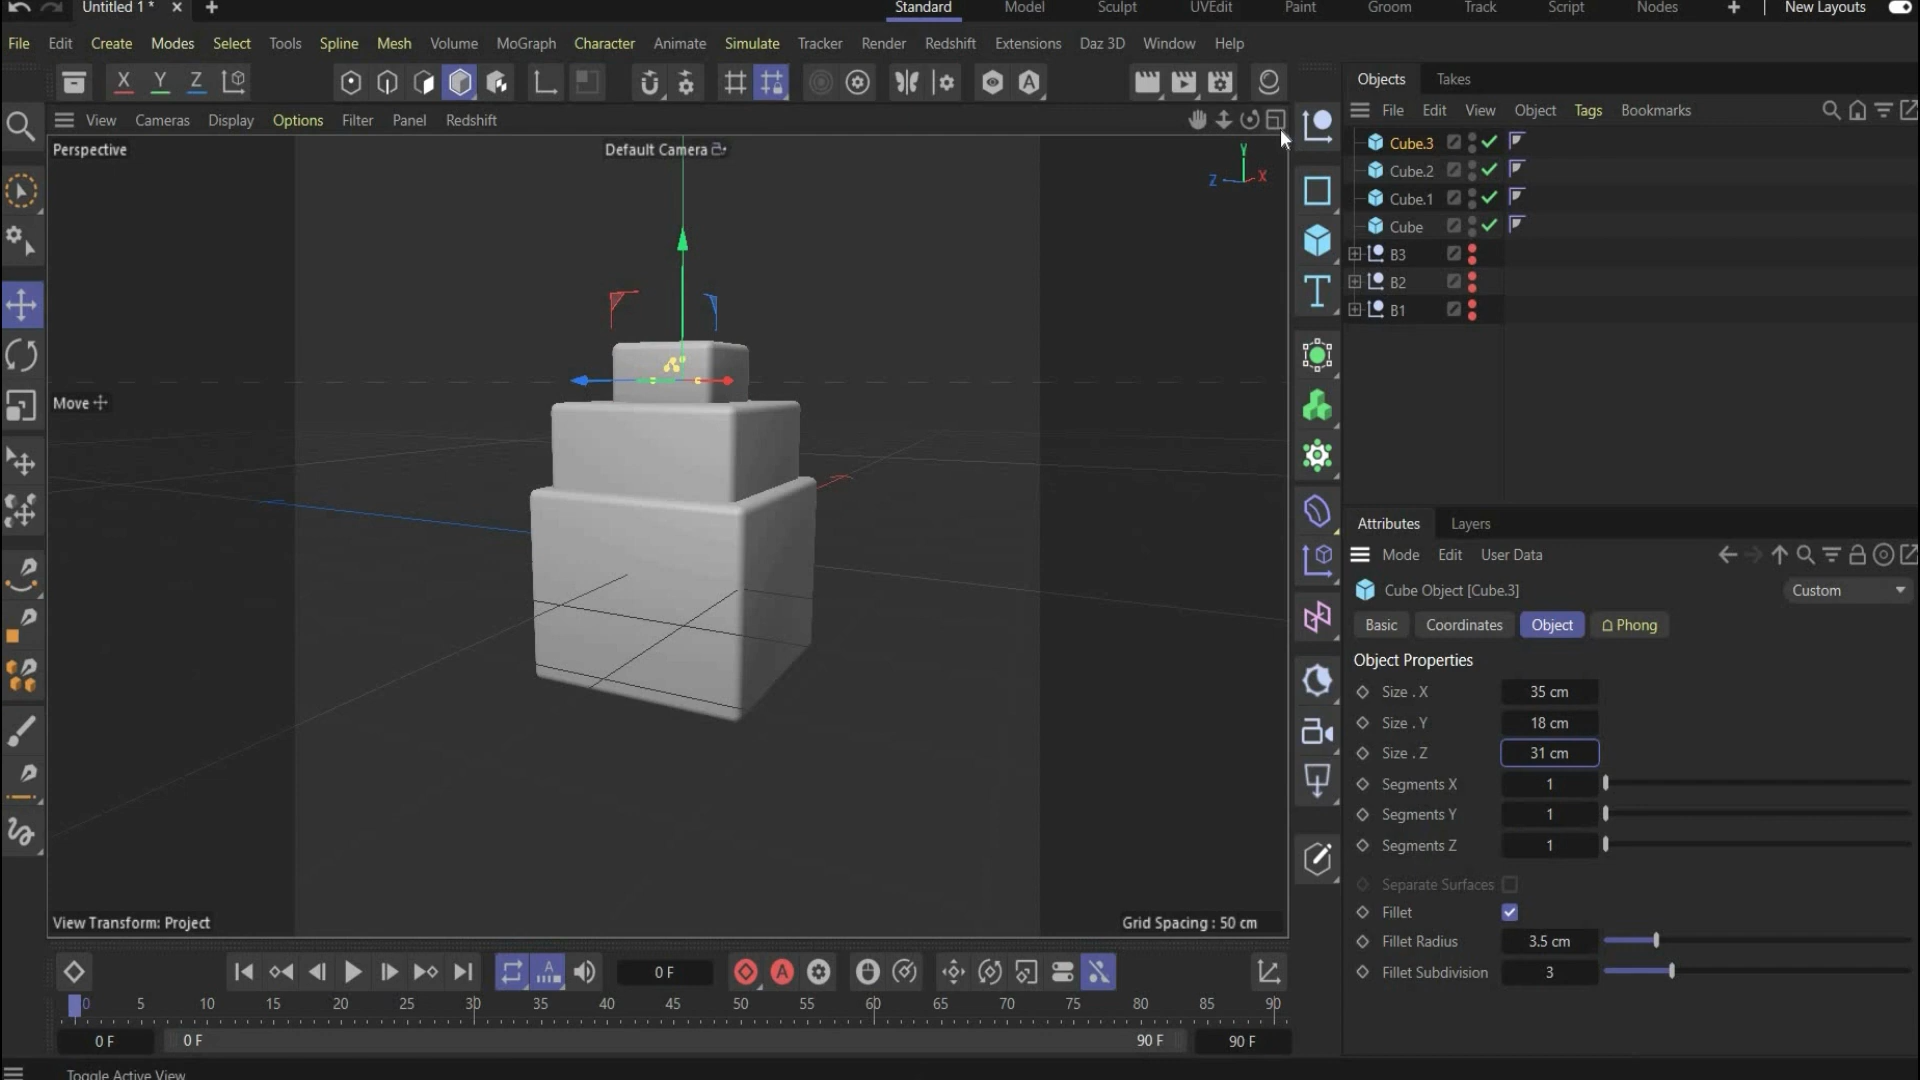 Untitled 1 * × +
Standard Model Sculpt UVEdit Paint Groom Track Script Nodes + New Layouts
File Edit Create Modes Select Tools Spline Mesh Volume MoGraph Character Animate Simulate Tracker Render Redshift Extensions Daz 3D Window Help
X Y Z
Objects Takes
File Edit View Object Tags Bookmarks
View Cameras Display Options Filter Panel Redshift
Perspective
Default Camera
Y
Z X
Move
Cube.3
Cube.2
Cube.1
Cube
B3
B2
B1
View Transform: Project
Grid Spacing : 50 cm
Attributes Layers
Mode Edit User Data
Cube Object [Cube.3]
Custom
Basic Coordinates Object Phong
Object Properties
Size . X 35 cm
Size . Y 18 cm
Size . Z 31 cm
Segments X 1
Segments Y 1
Segments Z 1
Separate Surfaces
Fillet
Fillet Radius 3.5 cm
Fillet Subdivision 3
0 F
0 5 10 15 20 25 30 35 40 45 50 55 60 65 70 75 80 85 90
0 F 0 F 90 F 90 F
Toggle Active View